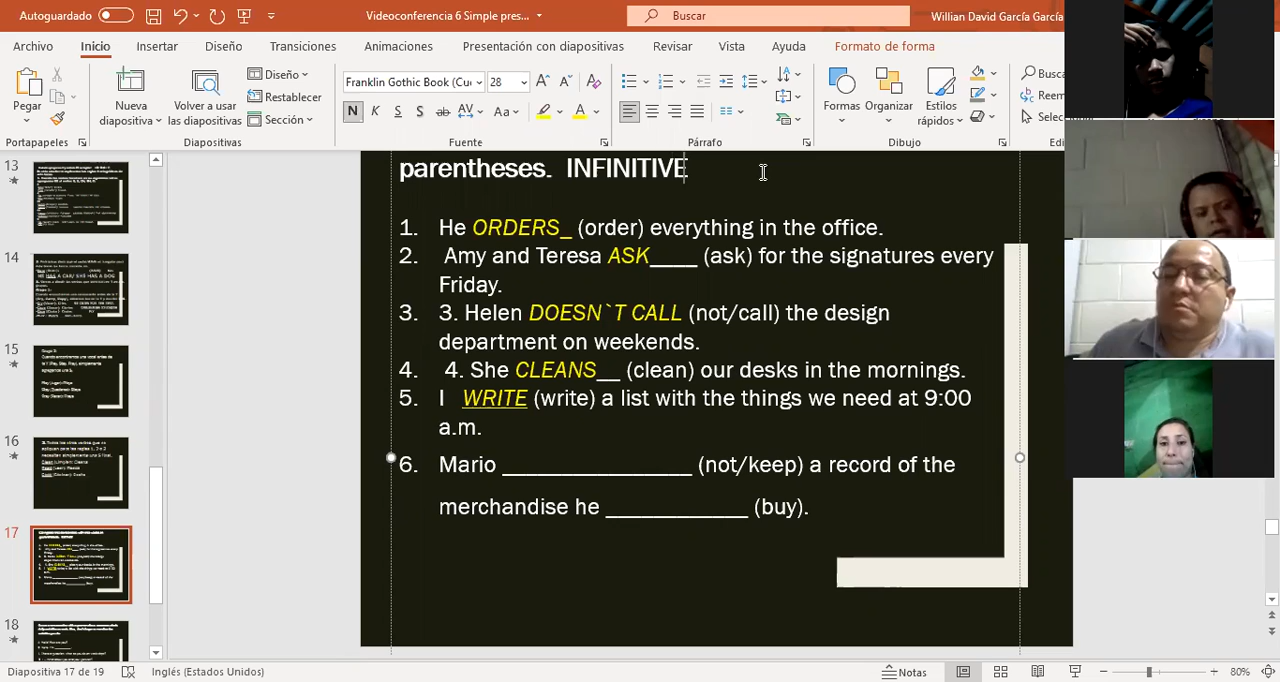 Autoguardado
Videoconferencia 6 Simple pres...
Buscar
Willian David García García
Archivo Inicio Insertar Diseño Transiciones Animaciones Presentación con diapositivas Revisar Vista Ayuda Formato de forma
Pegar
Nueva diapositiva
Volver a usar las diapositivas
Diseño
Restablecer
Sección
Franklin Gothic Book (Cue 28
Formas
Organizar
Estilos rápidos
Portapapeles Diapositivas Fuente Párrafo Dibujo
13
14
15
16
17
18
parentheses. INFINITIVE
1. He ORDERS_ (order) everything in the office.
2. Amy and Teresa ASK____ (ask) for the signatures every
Friday.
3. 3. Helen DOESN`T CALL (not/call) the design
department on weekends.
4. 4. She CLEANS__ (clean) our desks in the mornings.
5. I WRITE (write) a list with the things we need at 9:00
a.m.
6. Mario ________________ (not/keep) a record of the
merchandise he ____________ (buy).
Diapositiva 17 de 19
Inglés (Estados Unidos)
Notas
80%